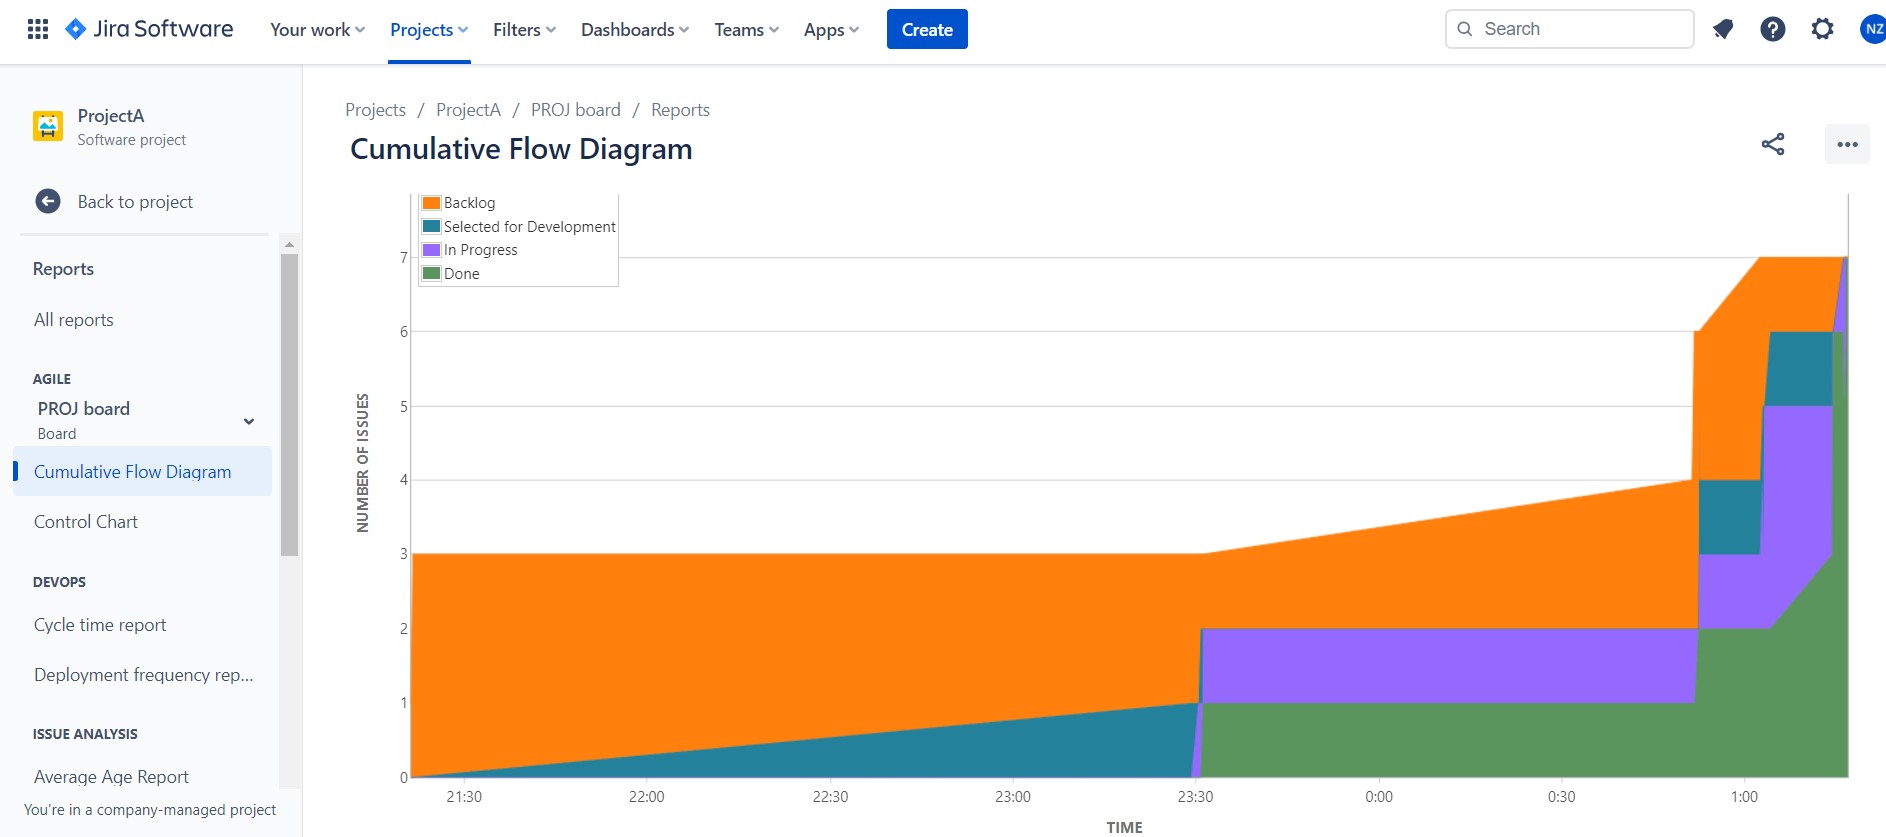 Jira Software
Your work
Projects
Filters
Dashboards
Teams
Apps
Create
Search
NZ
ProjectA
Software project
Back to project
Reports
All reports
AGILE
PROJ board
Board
Cumulative Flow Diagram
Control Chart
DEVOPS
Cycle time report
Deployment frequency rep...
ISSUE ANALYSIS
Average Age Report
You're in a company-managed project
Projects / ProjectA / PROJ board / Reports
Cumulative Flow Diagram
Backlog
Selected for Development
In Progress
Done
NUMBER OF ISSUES
7
6
5
4
3
2
1
0
21:30 22:00 22:30 23:00 23:30 0:00 0:30 1:00
TIME